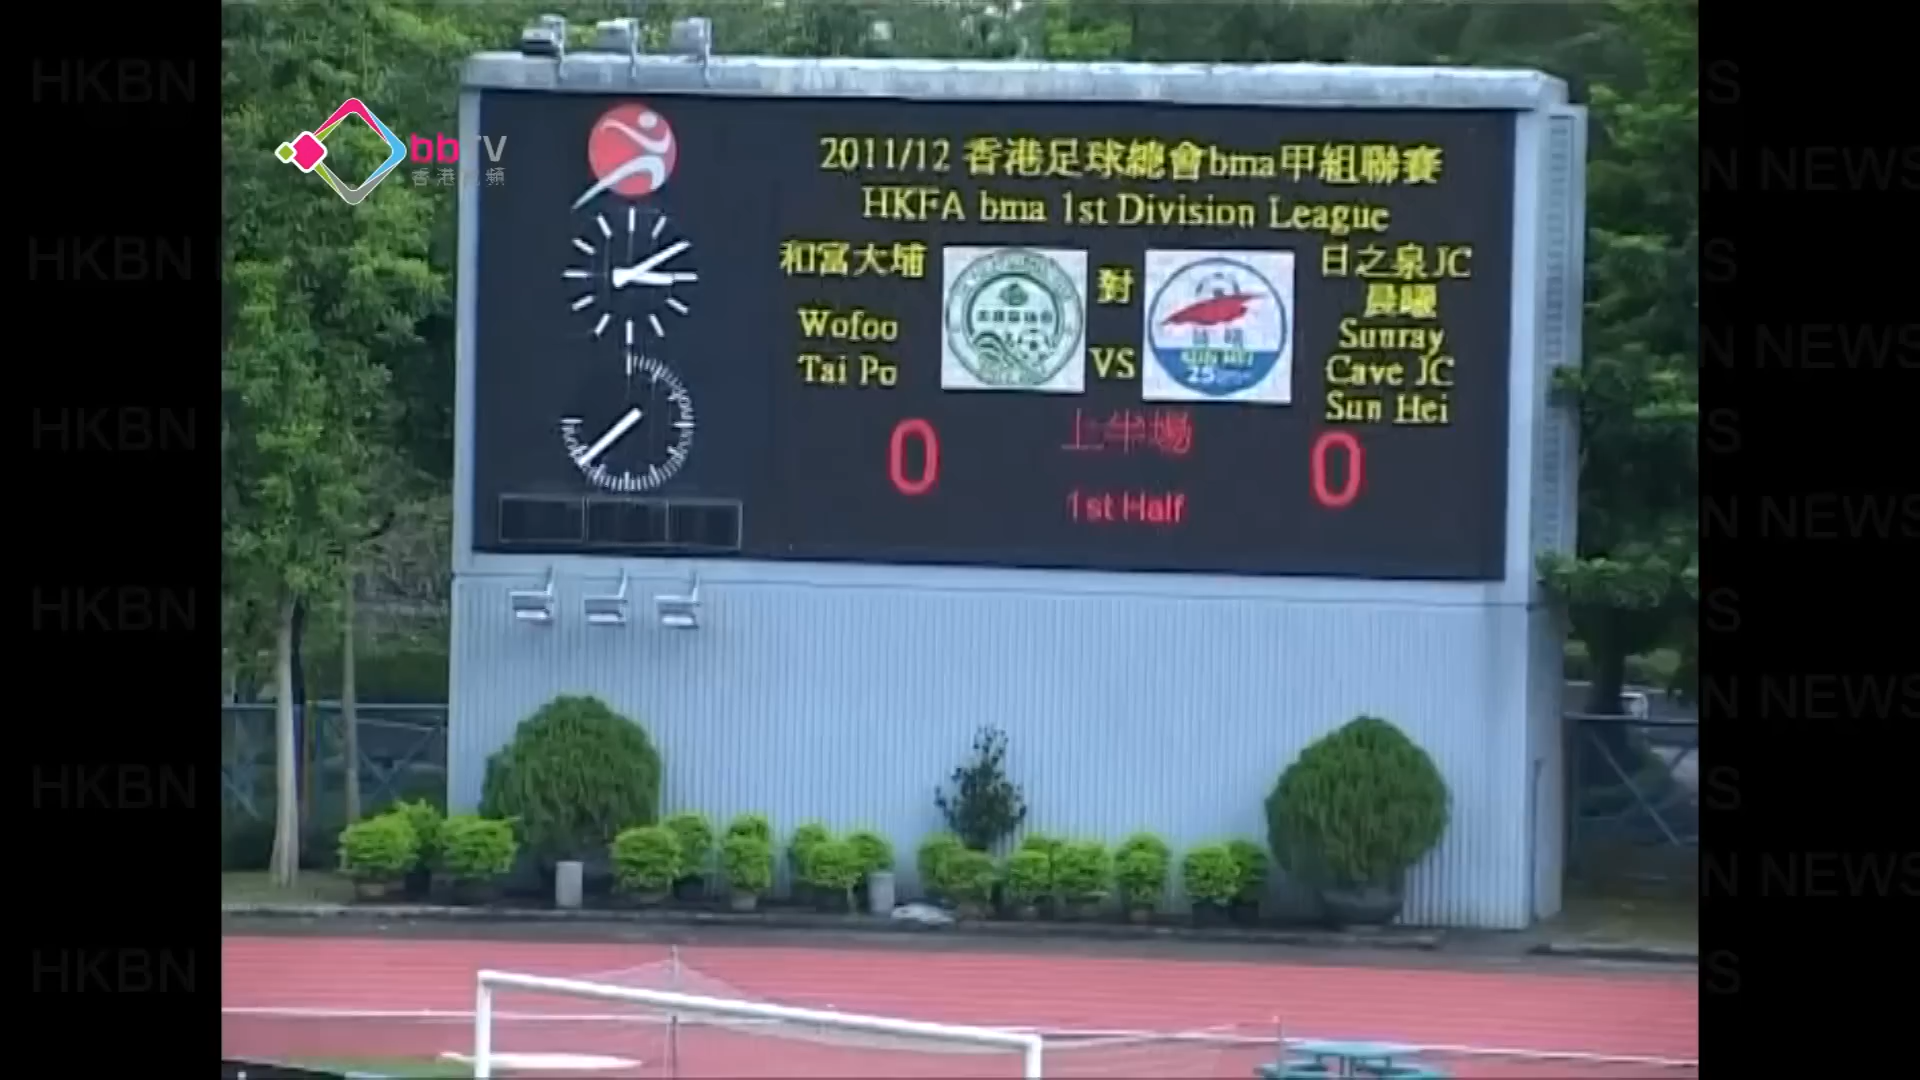 bbTV
2011/12 香港足球總會bma甲組聯賽
HKFA bma 1st Division League
和富大埔
Wofoo
Tai Po
對
VS
日之泉JC
晨曦
Sunray
Cave JC
Sun Hei
0
上半場
1st Half
0
25
HKBN
NEWS
HKBN
HKBN
NEWS
HKBN
NEWS
HKBN
NEWS
HKBN
NEWS
HKBN